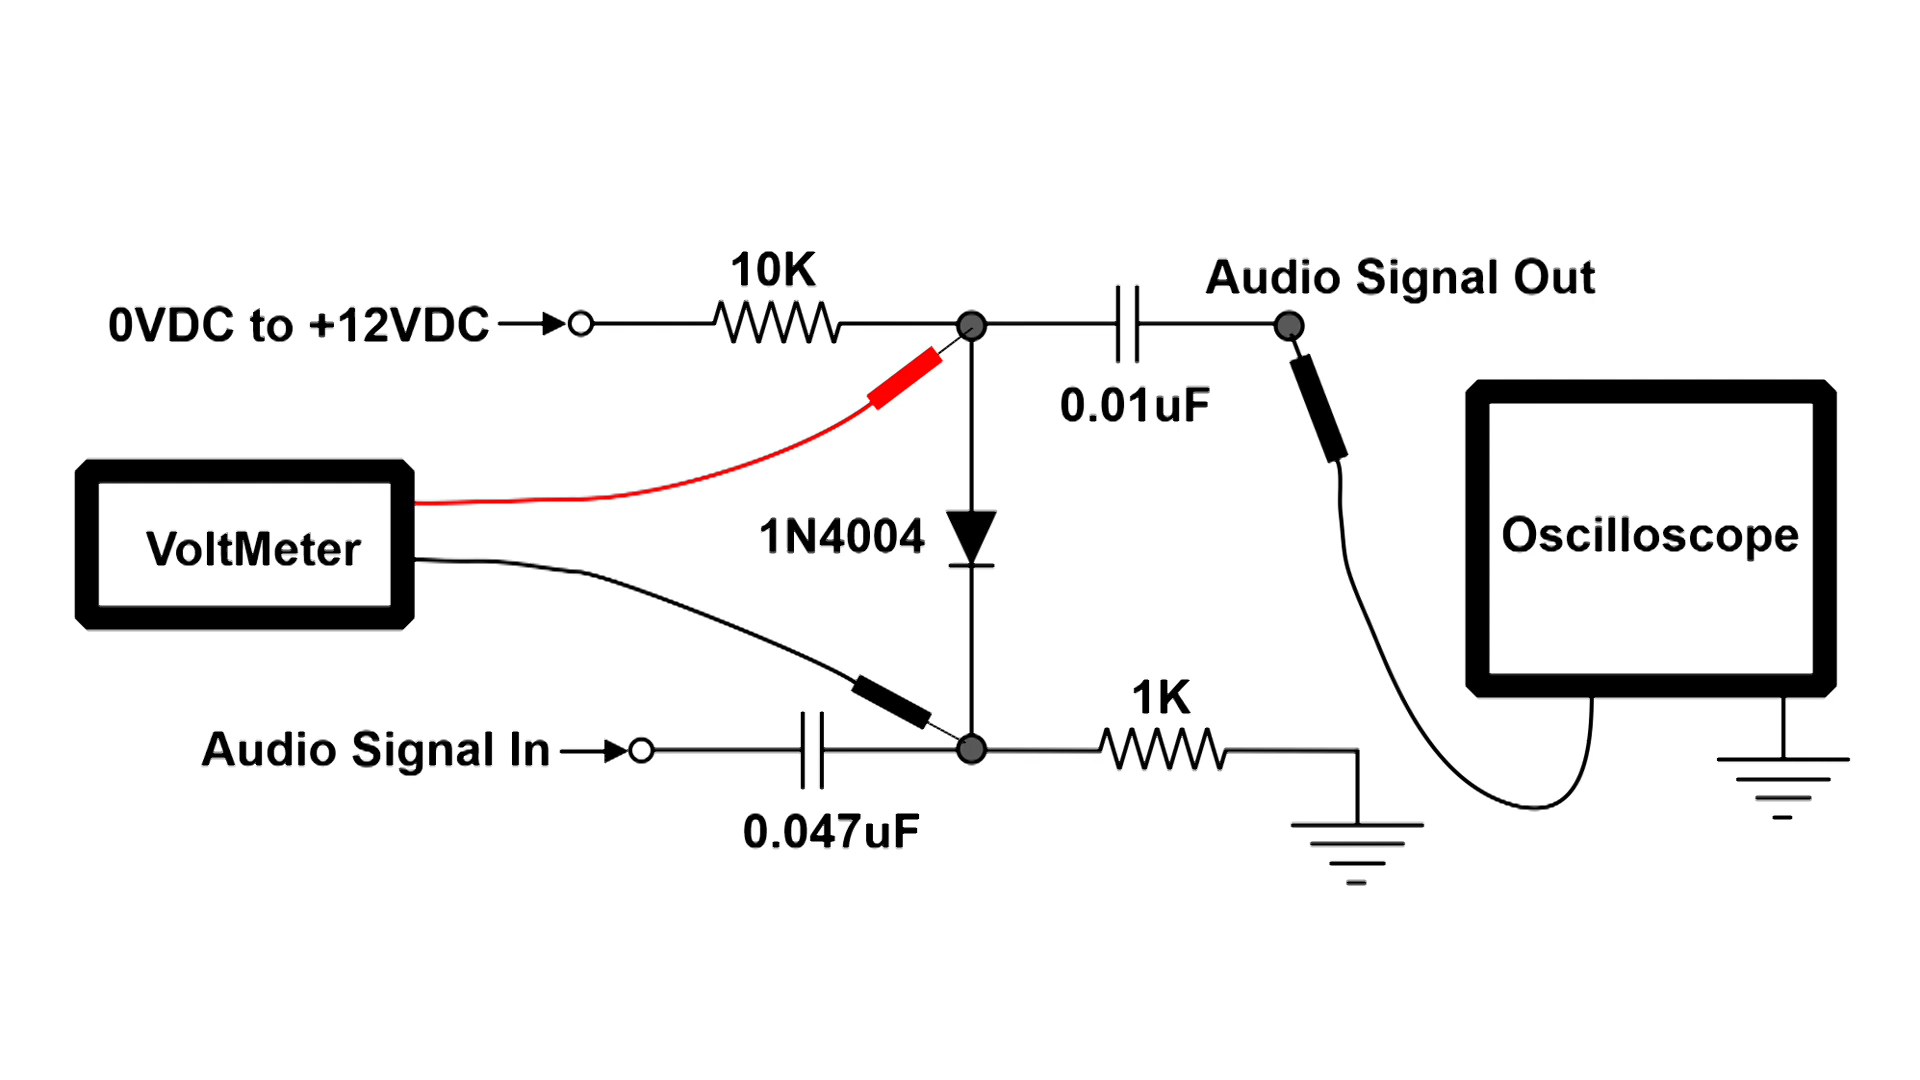 10K
Audio Signal Out
0VDC to +12VDC
0.01uF
1N4004
Oscilloscope
VoltMeter
1K
Audio Signal In
0.047uF